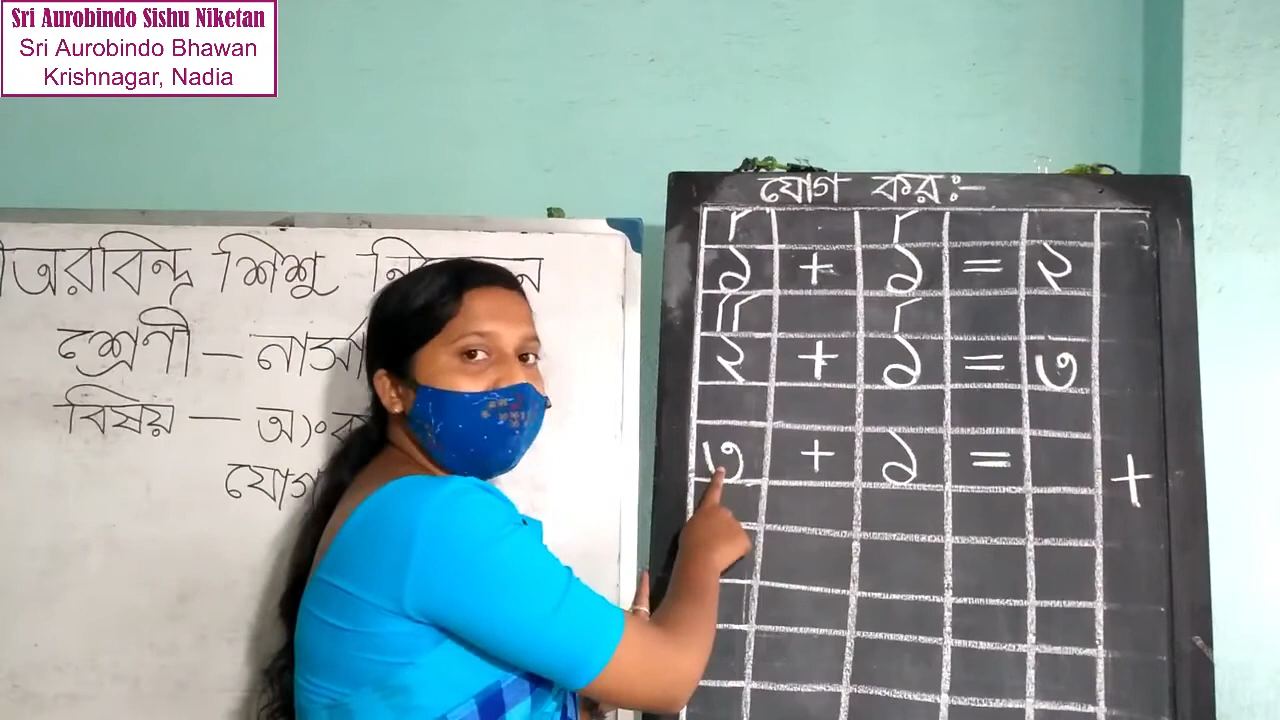 Sri Aurobindo Sishu Niketan
Sri Aurobindo Bhawan
Krishnagar, Nadia
অরবিন্দ্র শিশু
শ্রেণী -
বিষয় -
যোগ
যোগ কর:-
১ + ১ = ২
২ + ১ = ৩
৩ + ১ =
+